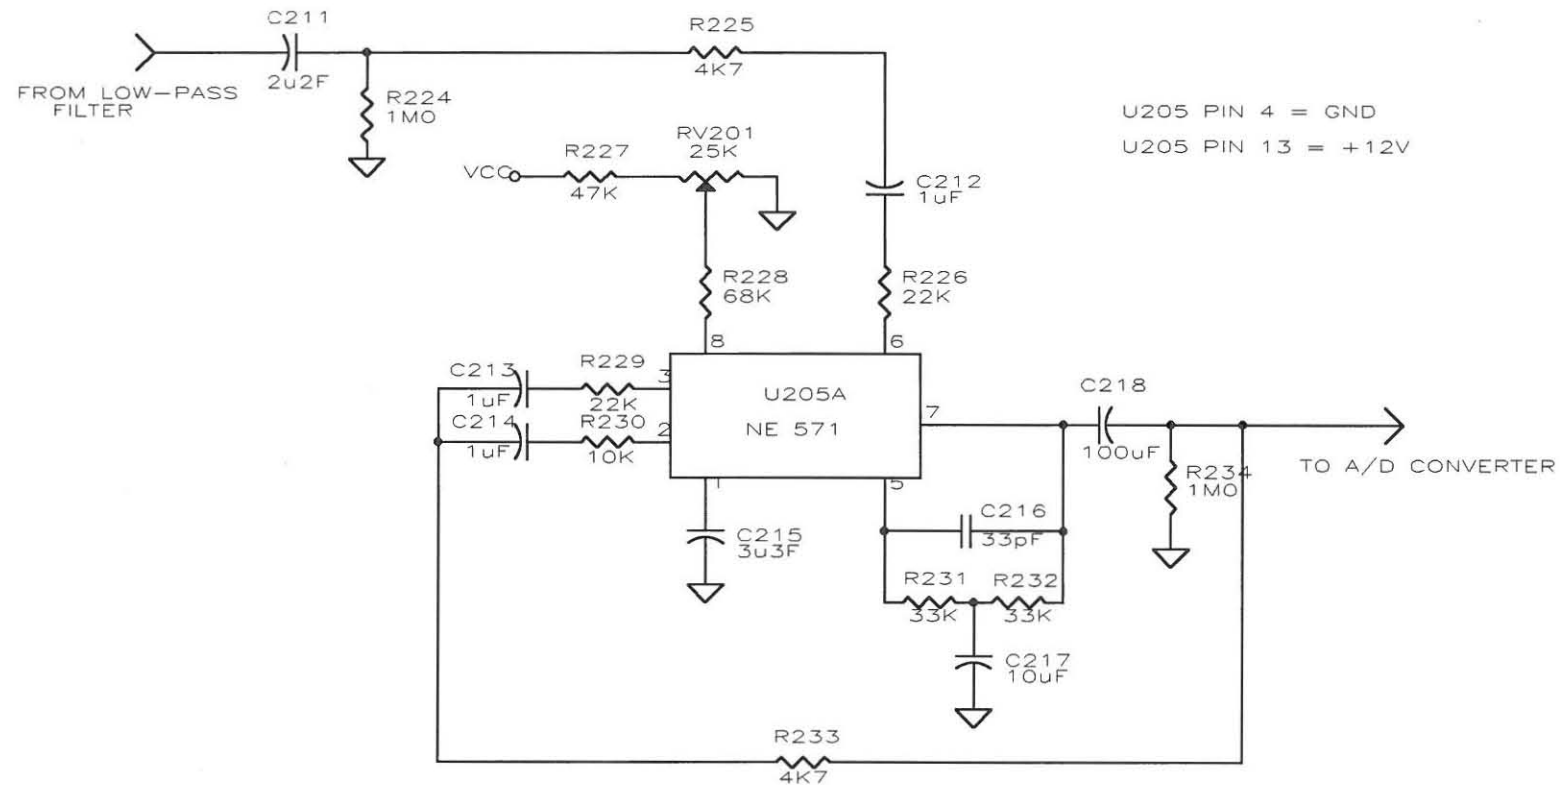 C211
R225
2u2F
4K7
FROM LOW-PASS
FILTER
R224
1M0
U205 PIN 4 = GND
U205 PIN 13 = +12V
RV201
25K
R227
VCC
47K
C212
1uF
R228
68K
R226
22K
8
6
C213
1uF
R229
22K
3
U205A
NE 571
C214
1uF
R230
10K
2
7
C218
100uF
TO A/D CONVERTER
R234
1M0
1
5
C215
3u3F
C216
33pF
R231
33K
R232
33K
C217
10uF
R233
4K7